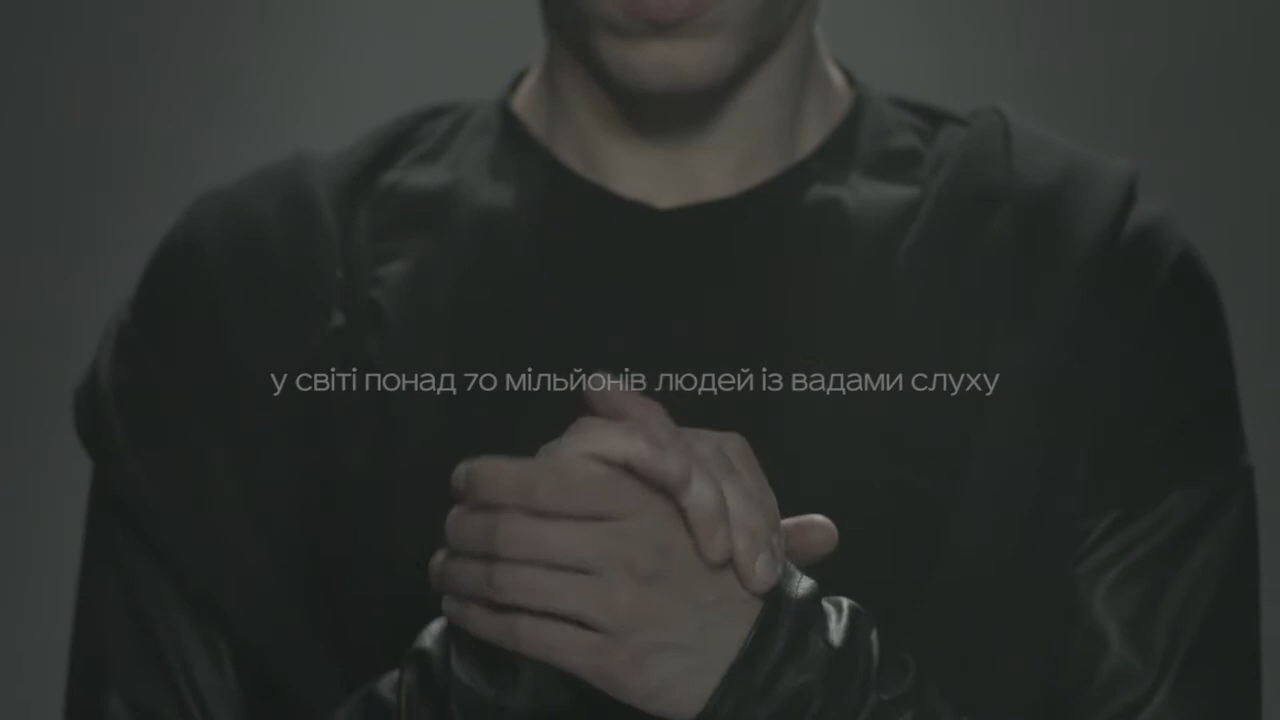 у світі понад 70 мільйонів людей із вадами слуху